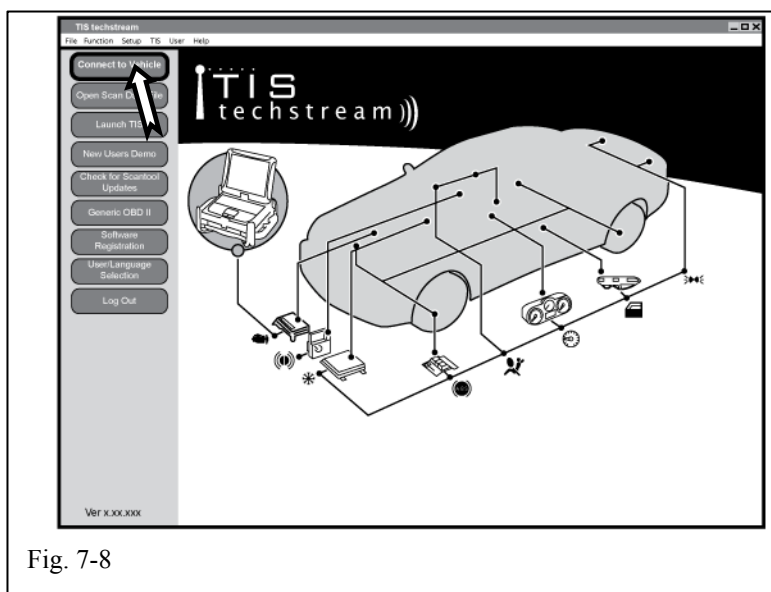 TIS techstream
File Function Setup TIS User Help
Connect to Vehicle
Launch TIS
New Users Demo
Check for Scantool
Updates
Generic OBD II
Software
Registration
User/Language
Selection
Log Out
Ver x.xx.xxx
TIS
techstream
Fig. 7-8